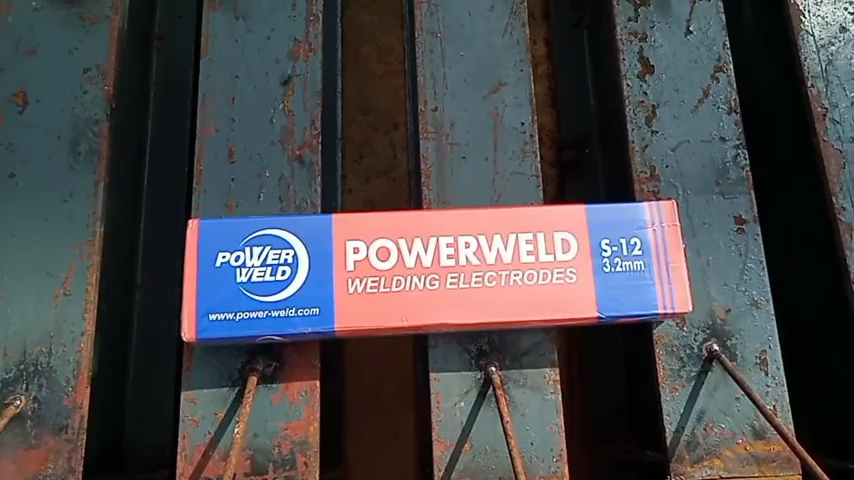 POWER
WELD
www.power-weld.com
POWERWELD
WELDING ELECTRODES
S-12
3.2mm